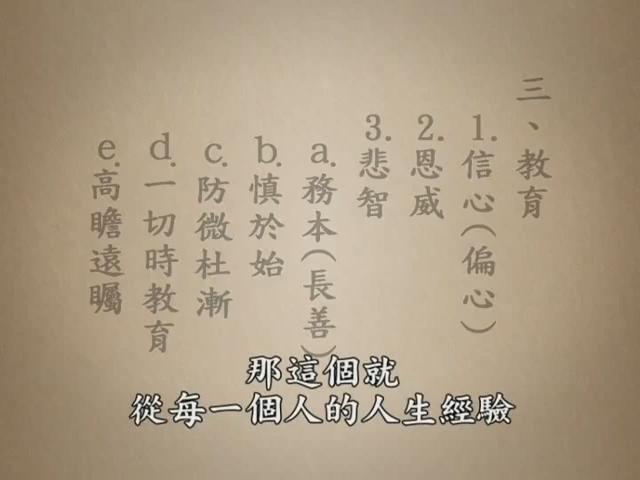 三、教育
1.信心(偏心)
2.恩威
3.悲智
a.務本(長善)
b.慎於始
c.防微杜漸
d.一切時教育
e.高瞻遠矚
那這個就
從每一個人的人生經驗